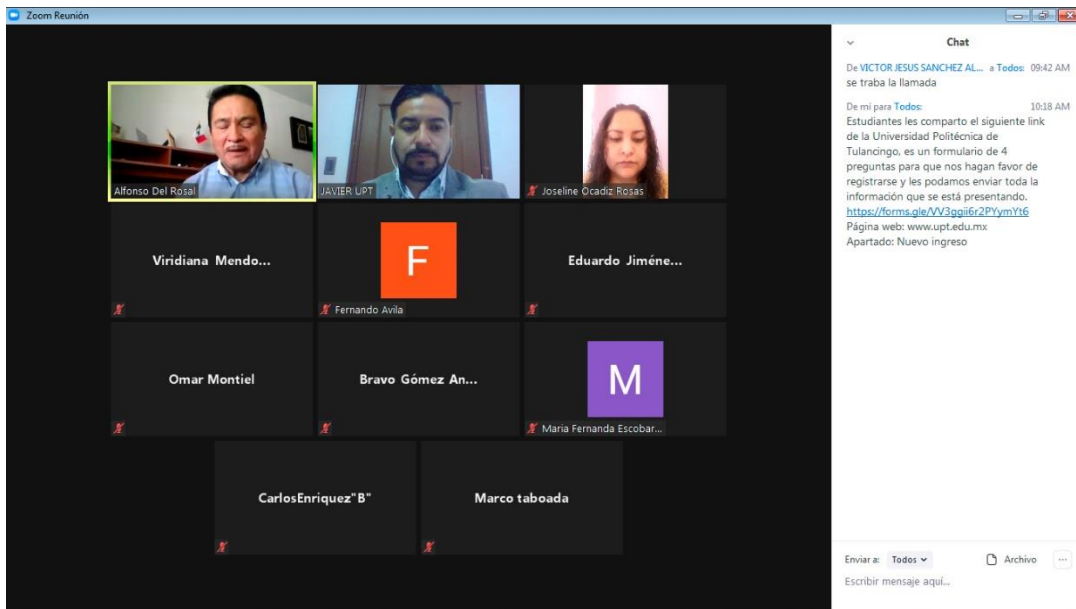 Zoom Reunión
Alfonso Del Rosal
JAVIER UPT
Joseline Ocadiz Rosas
Viridiana Mendo...
F
Fernando Avila
Eduardo Jiméne...
Omar Montiel
Bravo Gómez An...
M
Maria Fernanda Escobar...
CarlosEnriquez"B"
Marco taboada
Chat
De VICTOR JESUS SANCHEZ AL... a Todos: 09:42 AM
se traba la llamada
De mi para Todos: 10:18 AM
Estudiantes les comparto el siguiente link
de la Universidad Politécnica de
Tulancingo, es un formulario de 4
preguntas para que nos hagan favor de
registrarse y les podamos enviar toda la
información que se está presentando.
https://forms.gle/VV3ggii6r2PYymYt6
Página web: www.upt.edu.mx
Apartado: Nuevo ingreso
Enviar a: Todos Archivo ...
Escribir mensaje aquí...